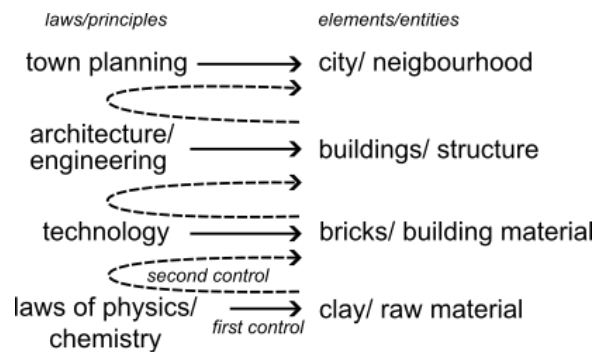 laws/principles elements/entities
town planning city/ neigbourhood
architecture/
engineering buildings/ structure
technology bricks/ building material
second control
laws of physics/
chemistry first control clay/ raw material